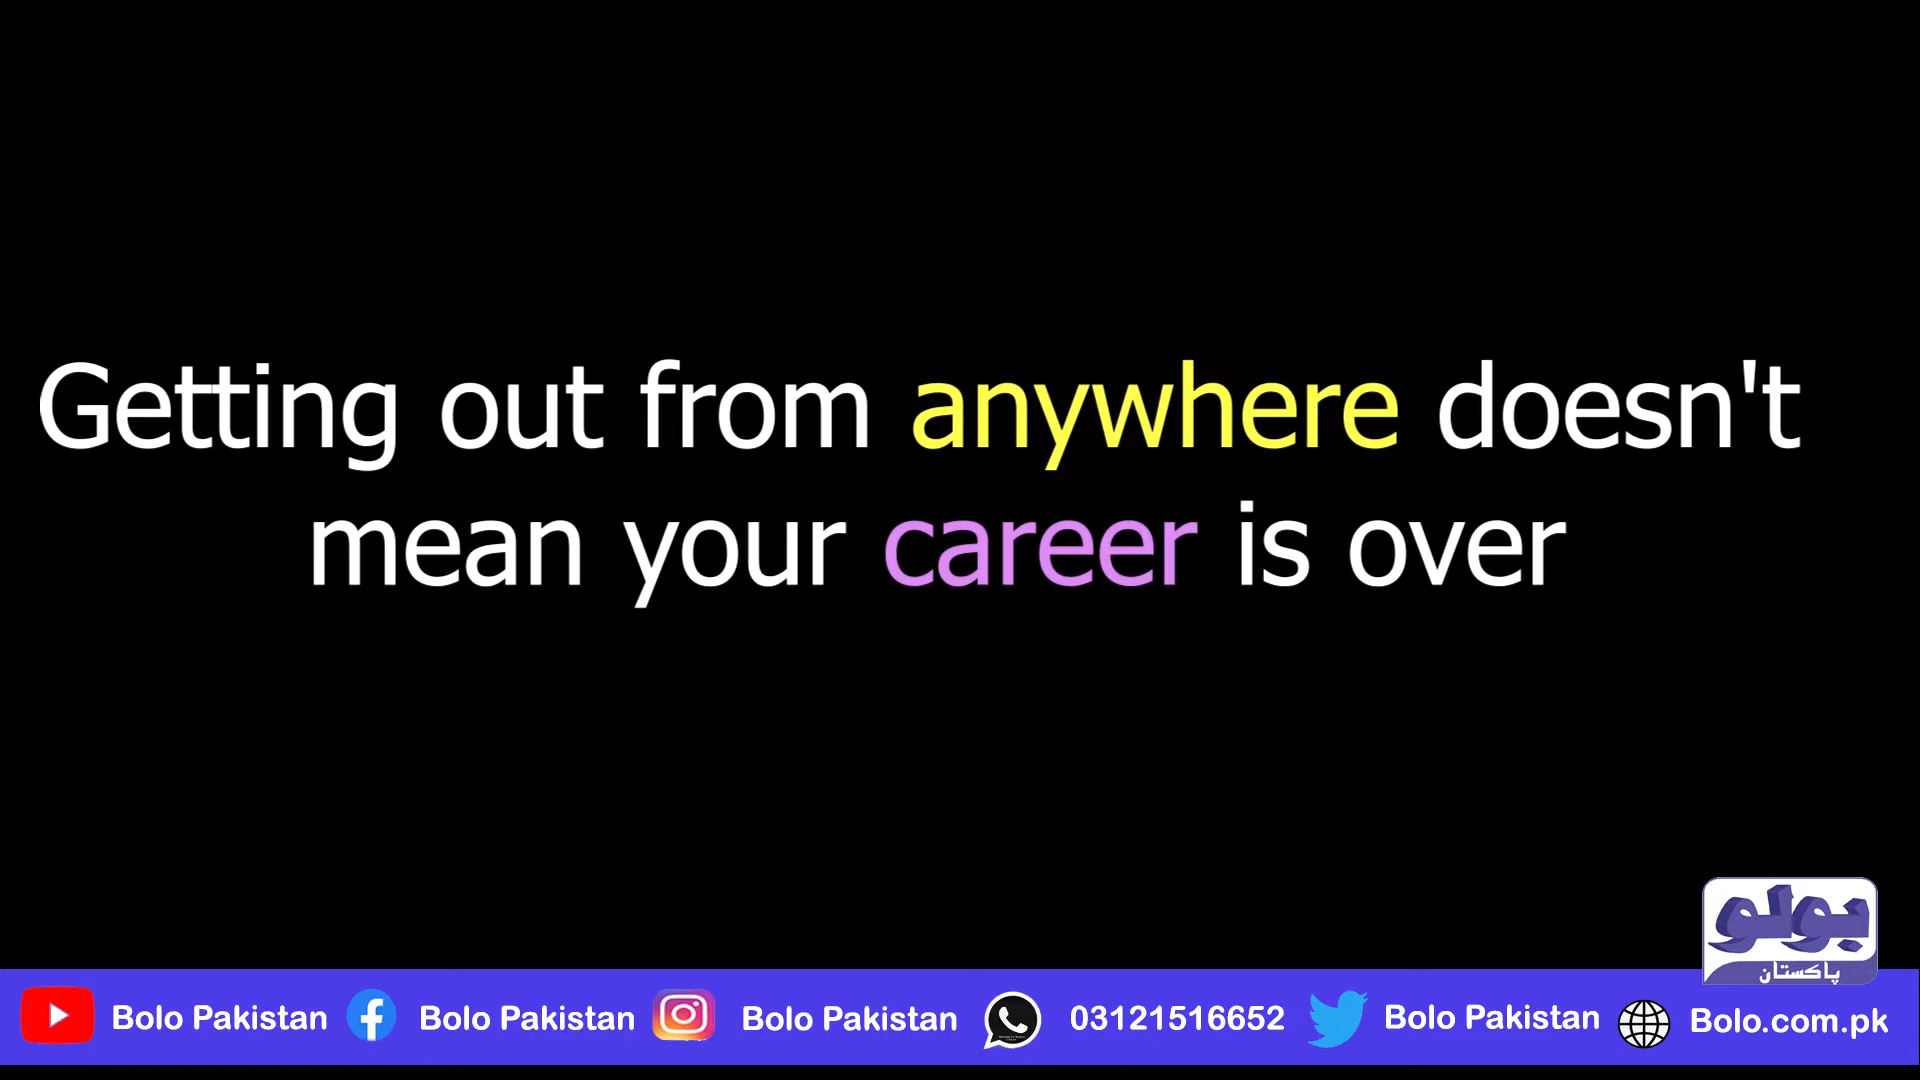 Getting out from anywhere doesn't
mean your career is over
بولو
پاکستان
Bolo Pakistan Bolo Pakistan Bolo Pakistan 03121516652 Bolo Pakistan Bolo.com.pk